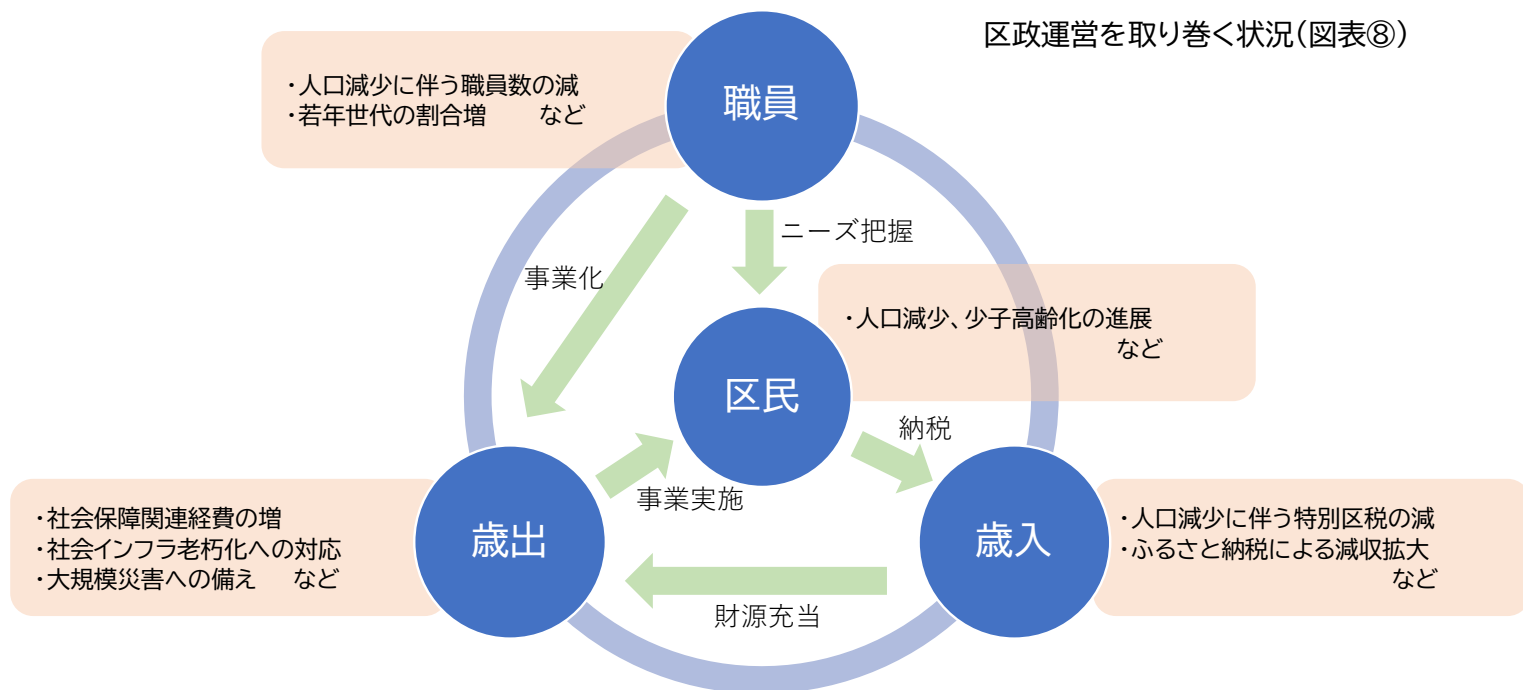 区政運営を取り巻く状況(図表⑧)
職員
・人口減少に伴う職員数の減
・若年世代の割合増　　など
ニーズ把握
事業化
・人口減少、少子高齢化の進展
など
区民
納税
事業実施
・社会保障関連経費の増
・社会インフラ老朽化への対応
・大規模災害への備え　など
歳出
歳入
・人口減少に伴う特別区税の減
・ふるさと納税による減収拡大
など
財源充当